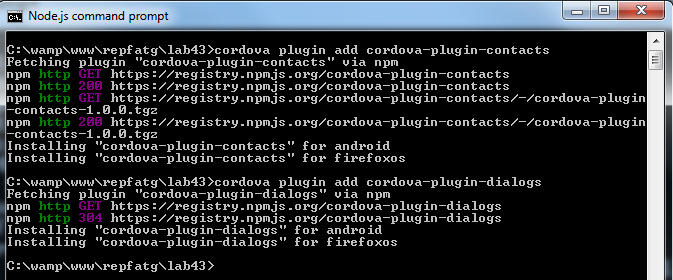 Node.js command prompt
C:\wamp\www\repfatg\lab43>cordova plugin add cordova-plugin-contacts
Fetching plugin "cordova-plugin-contacts" via npm
npm http GET https://registry.npmjs.org/cordova-plugin-contacts
npm http 200 https://registry.npmjs.org/cordova-plugin-contacts
npm http GET https://registry.npmjs.org/cordova-plugin-contacts/-/cordova-plugin
-contacts-1.0.0.tgz
npm http 200 https://registry.npmjs.org/cordova-plugin-contacts/-/cordova-plugin
-contacts-1.0.0.tgz
Installing "cordova-plugin-contacts" for android
Installing "cordova-plugin-contacts" for firefoxos
C:\wamp\www\repfatg\lab43>cordova plugin add cordova-plugin-dialogs
Fetching plugin "cordova-plugin-dialogs" via npm
npm http GET https://registry.npmjs.org/cordova-plugin-dialogs
npm http 304 https://registry.npmjs.org/cordova-plugin-dialogs
Installing "cordova-plugin-dialogs" for android
Installing "cordova-plugin-dialogs" for firefoxos
C:\wamp\www\repfatg\lab43>